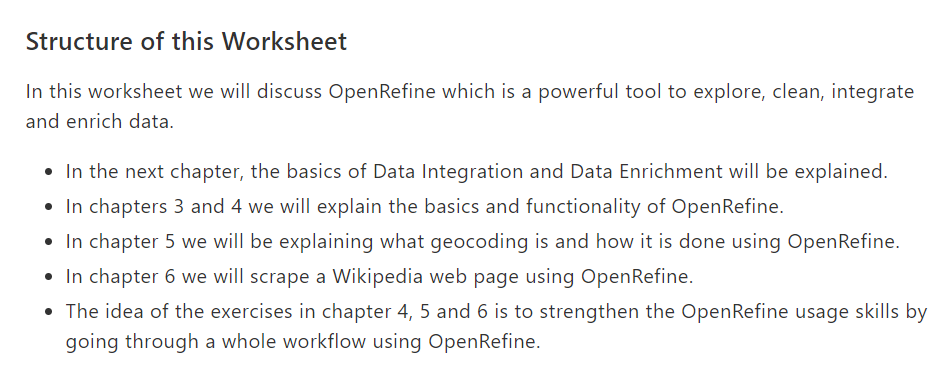 Structure of this Worksheet
In this worksheet we will discuss OpenRefine which is a powerful tool to explore, clean, integrate
and enrich data.
• In the next chapter, the basics of Data Integration and Data Enrichment will be explained.
• In chapters 3 and 4 we will explain the basics and functionality of OpenRefine.
• In chapter 5 we will be explaining what geocoding is and how it is done using OpenRefine.
• In chapter 6 we will scrape a Wikipedia web page using OpenRefine.
• The idea of the exercises in chapter 4, 5 and 6 is to strengthen the OpenRefine usage skills by
going through a whole workflow using OpenRefine.